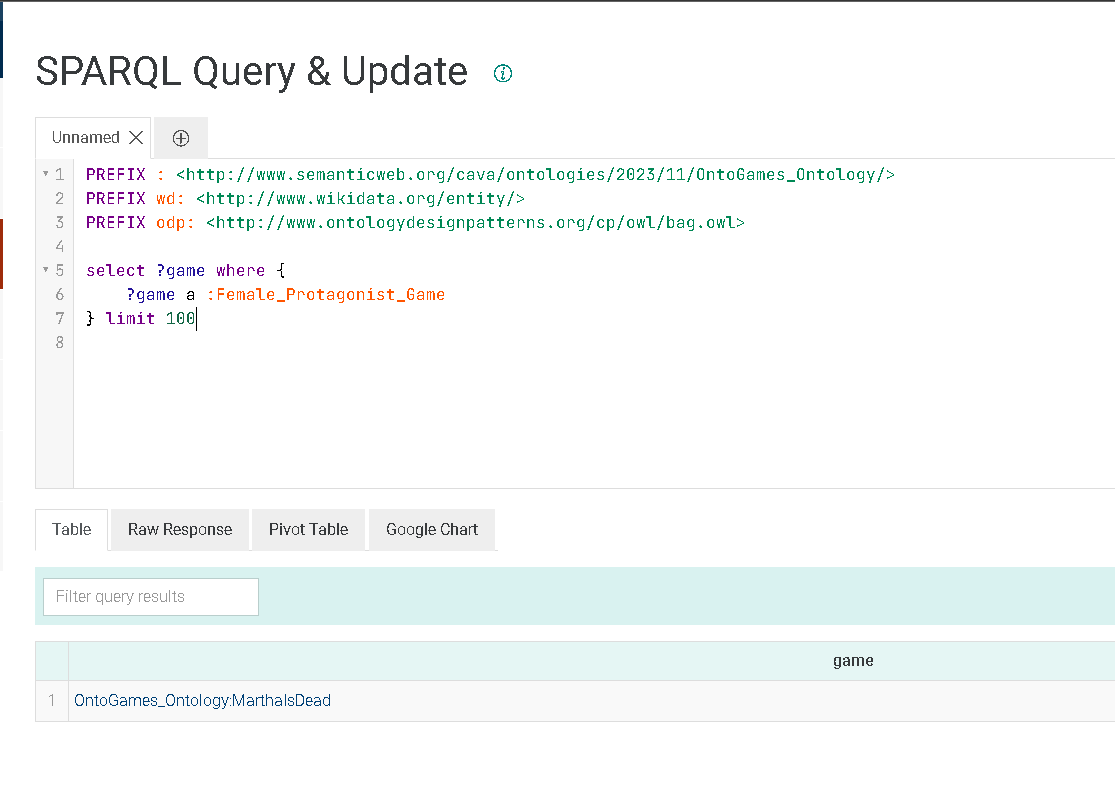 SPARQL Query & Update
Unnamed
1 PREFIX : <http://www.semanticweb.org/cava/ontologies/2023/11/OntoGames_Ontology/>
2 PREFIX wd: <http://www.wikidata.org/entity/>
3 PREFIX odp: <http://www.ontologydesignpatterns.org/cp/owl/bag.owl>
4
5 select ?game where {
6 ?game a :Female_Protagonist_Game
7 } limit 100
8
Table Raw Response Pivot Table Google Chart
Filter query results
game
1 OntoGames_Ontology:MarthaIsDead